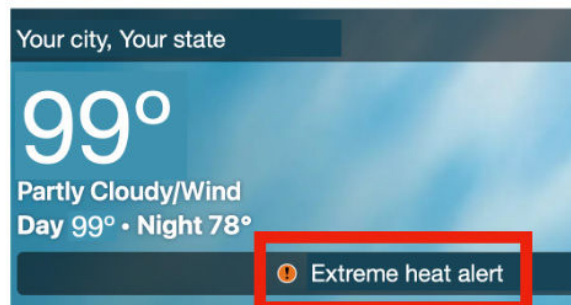 Your city, Your state
99°
Partly Cloudy/Wind
Day 99° • Night 78°
Extreme heat alert